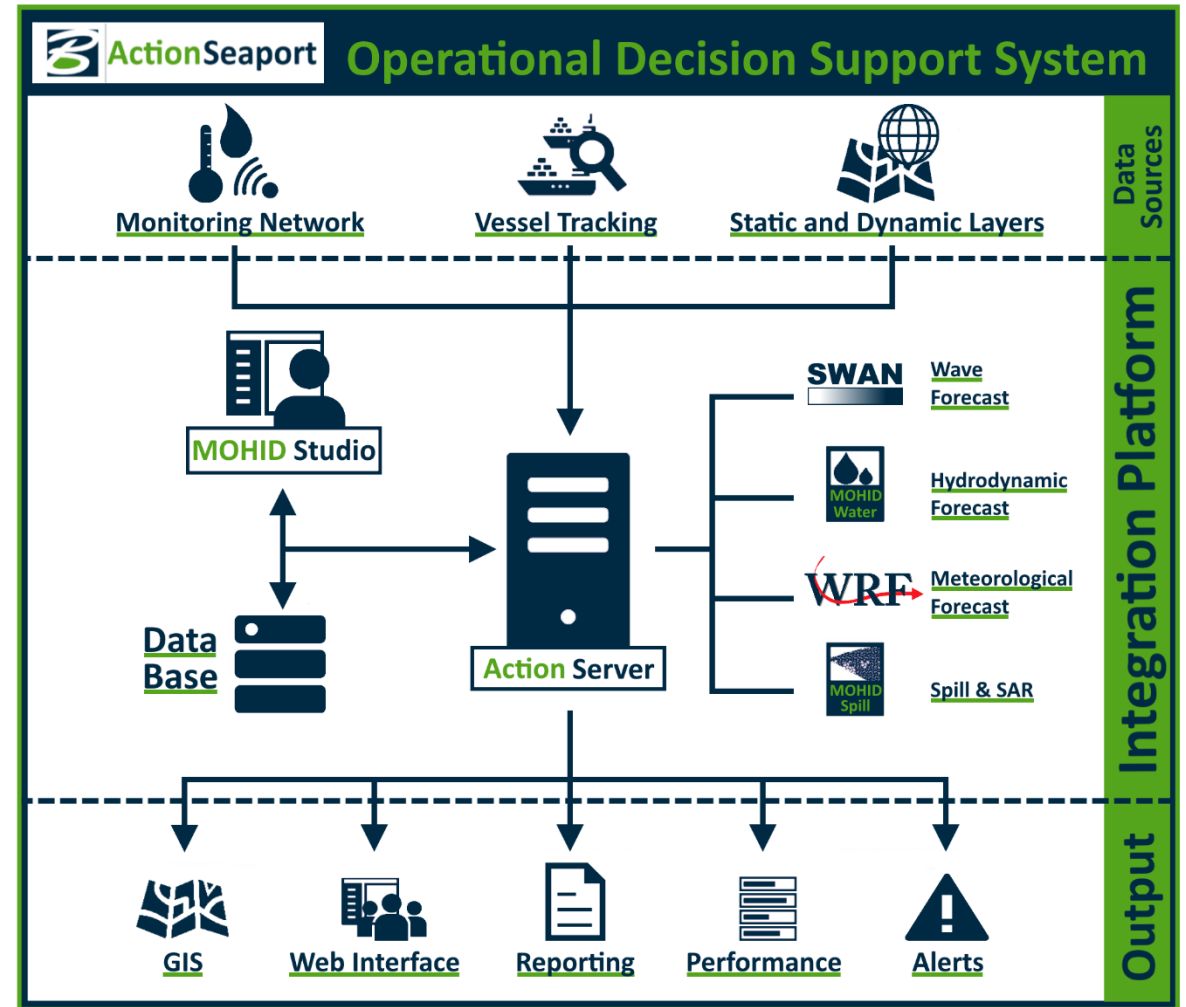 ActionSeaport
Operational Decision Support System
Data
Sources
Monitoring Network
Vessel Tracking
Static and Dynamic Layers
Integration Platform
MOHID Studio
SWAN
Wave
Forecast
MOHID
Water
Hydrodynamic
Forecast
WRF
Meteorological
Forecast
Data
Base
Action Server
MOHID
Spill
Spill & SAR
Output
GIS
Web Interface
Reporting
Performance
Alerts